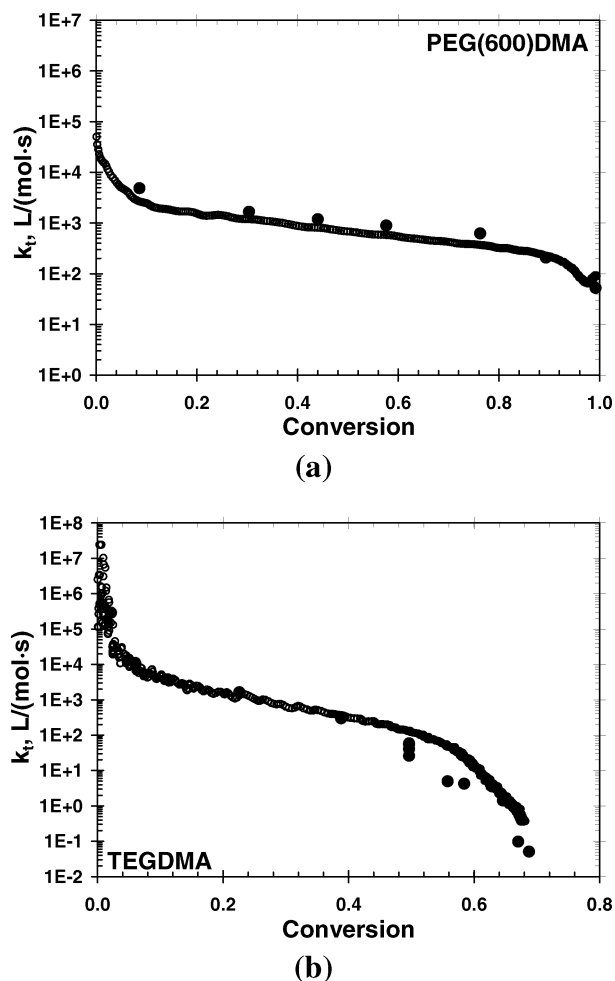 1E+7
PEG(600)DMA
1E+6
1E+5
1E+4
1E+3
1E+2
1E+1
1E+0
kt, L/(mol·s)
0.0 0.2 0.4 0.6 0.8 1.0
Conversion
(a)
1E+8
1E+7
1E+6
1E+5
1E+4
1E+3
1E+2
1E+1
1E+0
1E-1
1E-2
kt, L/(mol·s)
TEGDMA
0.0 0.2 0.4 0.6 0.8
Conversion
(b)